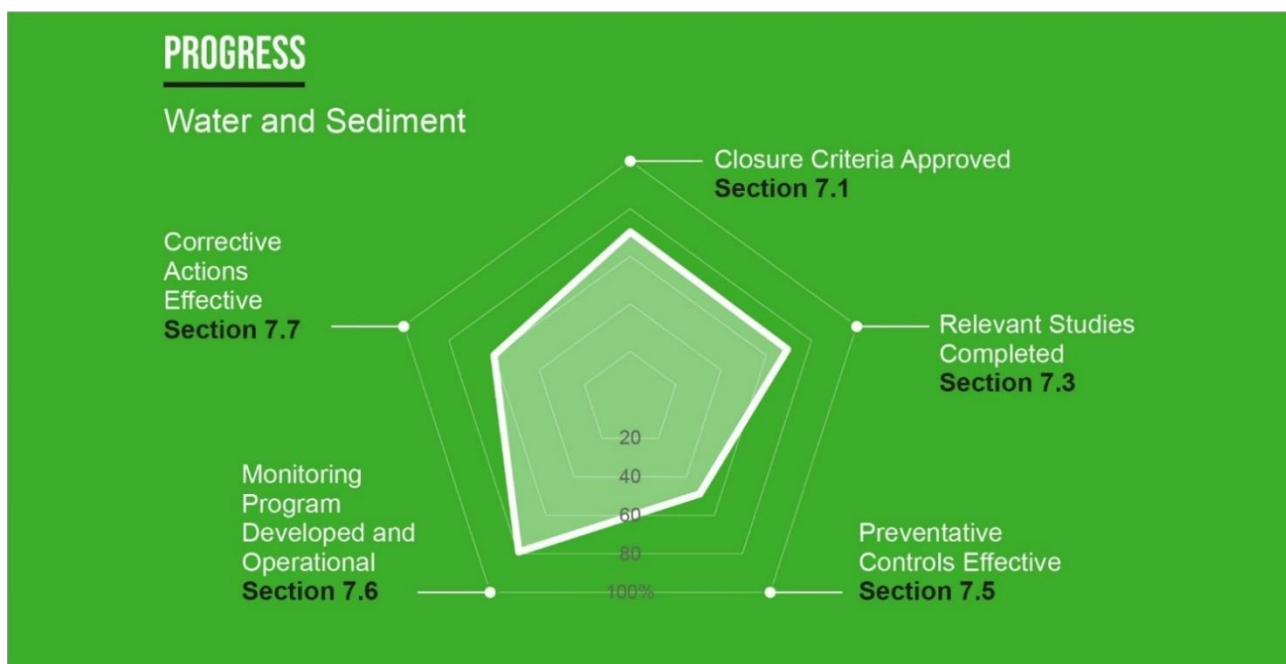 PROGRESS
Water and Sediment
Closure Criteria Approved
Section 7.1
Corrective
Actions
Effective
Section 7.7
Relevant Studies
Completed
Section 7.3
20
40
60
80
100%
Monitoring
Program
Developed and
Operational
Section 7.6
Preventative
Controls Effective
Section 7.5